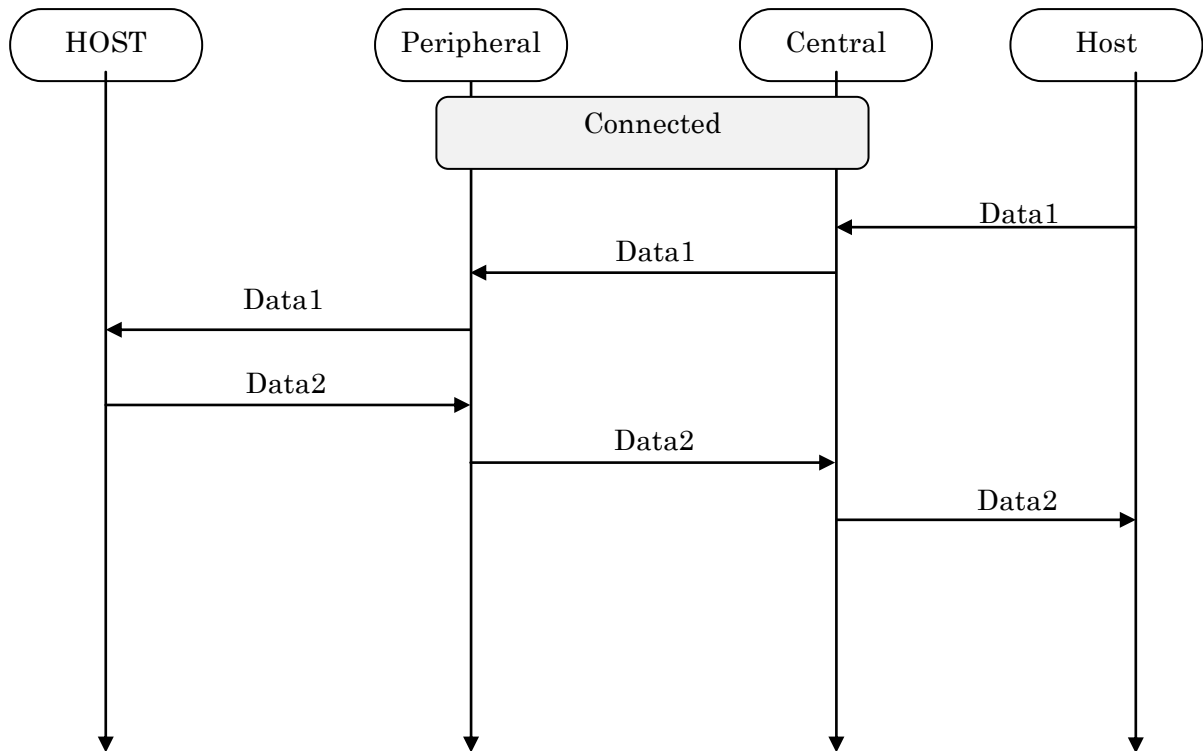 HOST
Peripheral
Central
Host
Connected
Data1
Data1
Data1
Data2
Data2
Data2